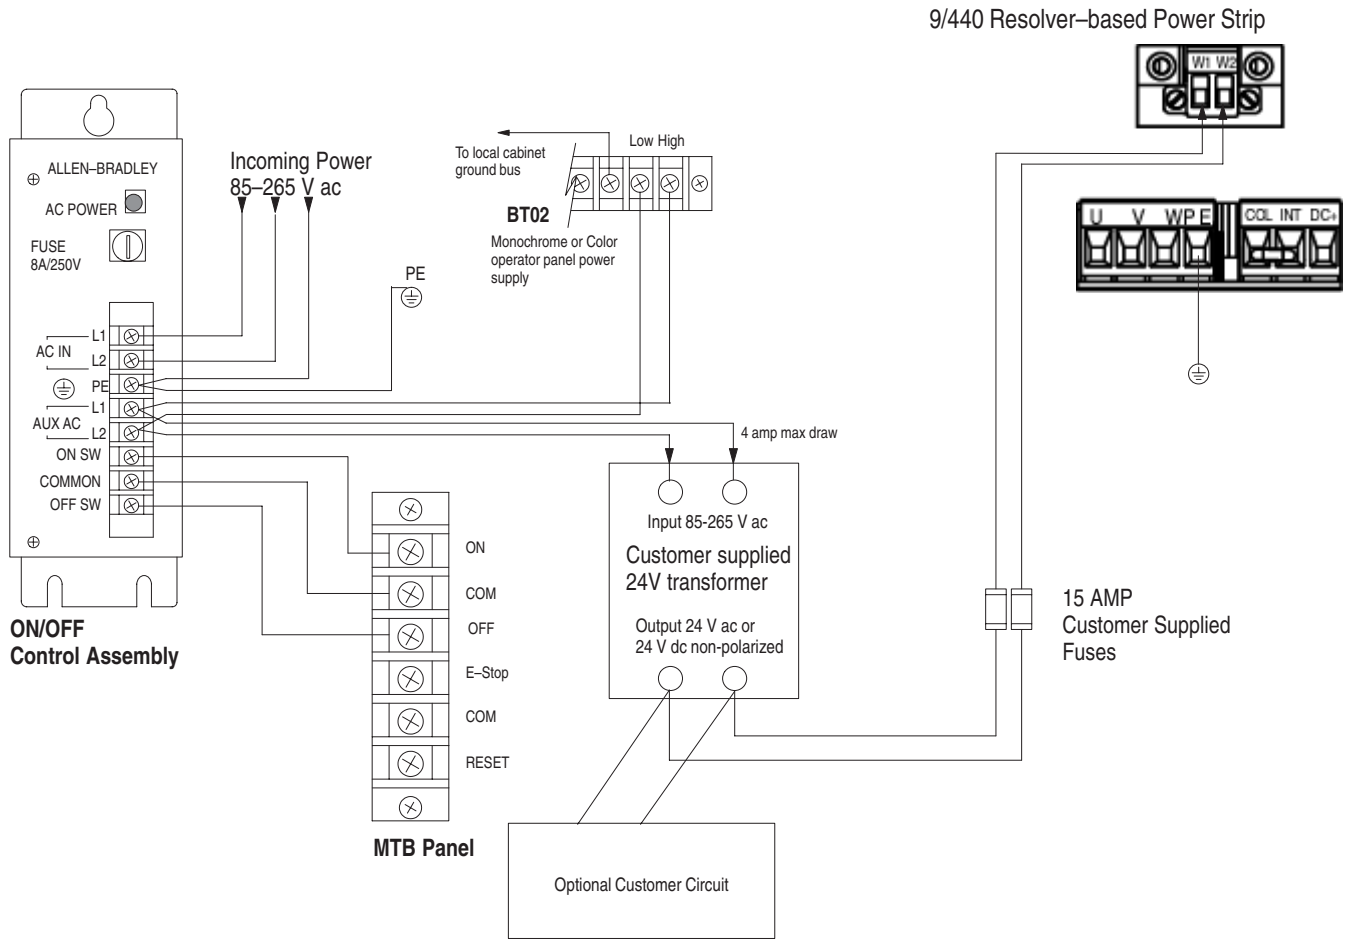 9/440 Resolver–based Power Strip
W1 W2
ALLEN–BRADLEY
AC POWER
FUSE
8A/250V
Incoming Power
85–265 V ac
To local cabinet
ground bus
Low High
BT02
Monochrome or Color
operator panel power
supply
PE
U V W PE COL INT DC+
L1
AC IN
L2
PE
L1
AUX AC
L2
ON SW
COMMON
OFF SW
4 amp max draw
Input 85-265 V ac
Customer supplied
24V transformer
Output 24 V ac or
24 V dc non-polarized
ON
COM
OFF
E–Stop
COM
RESET
15 AMP
Customer Supplied
Fuses
ON/OFF
Control Assembly
MTB Panel
Optional Customer Circuit